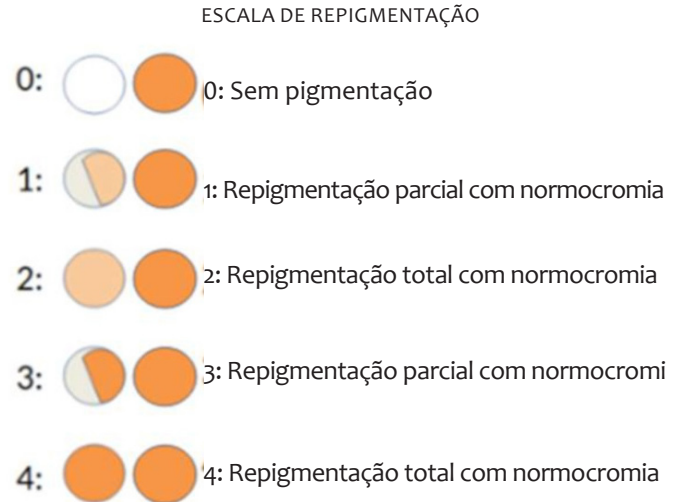 ESCALA DE REPIGMENTAÇÃO
0: 0: Sem pigmentação
1: 1: Repigmentação parcial com normocromia
2: 2: Repigmentação total com normocromia
3: 3: Repigmentação parcial com normocromi
4: 4: Repigmentação total com normocromia